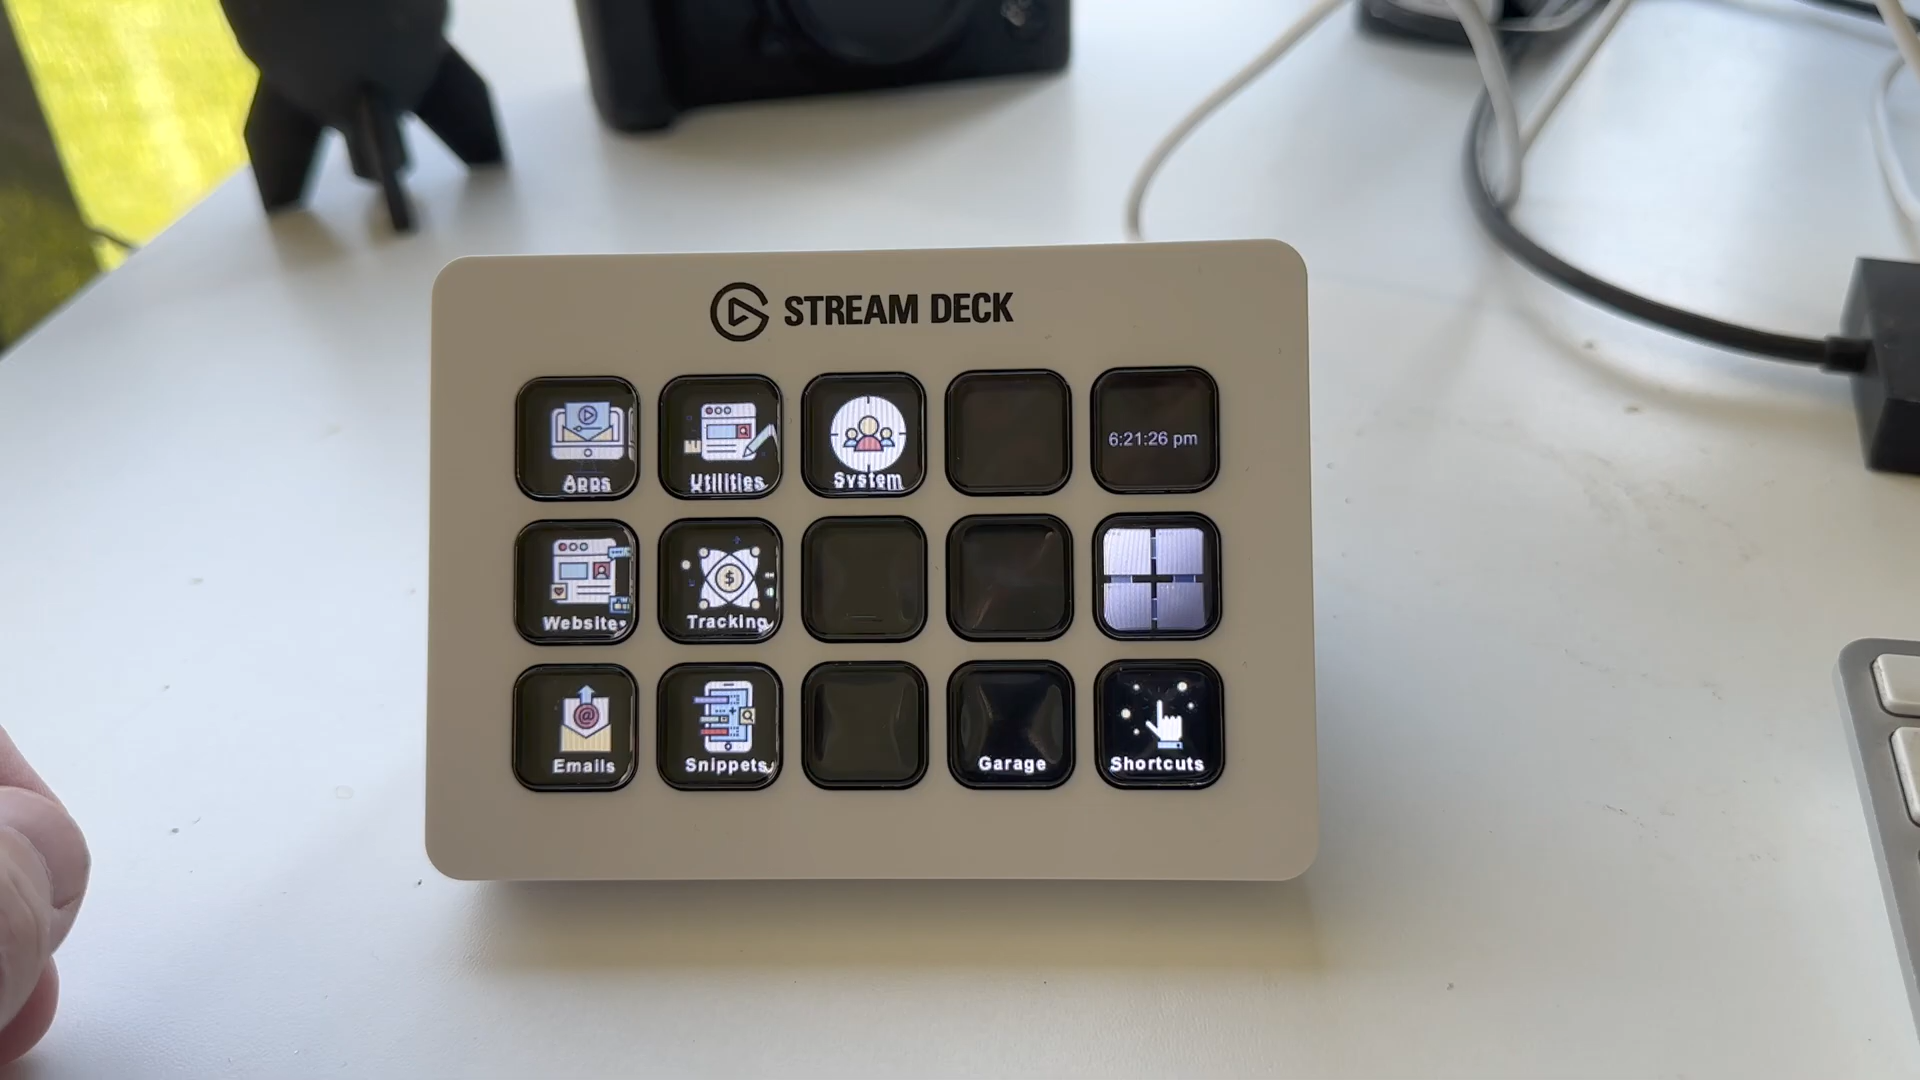 STREAM DECK
Apps
Utilities
System
6:21:26 pm
Website
Tracking
Emails
Snippets
Garage
Shortcuts